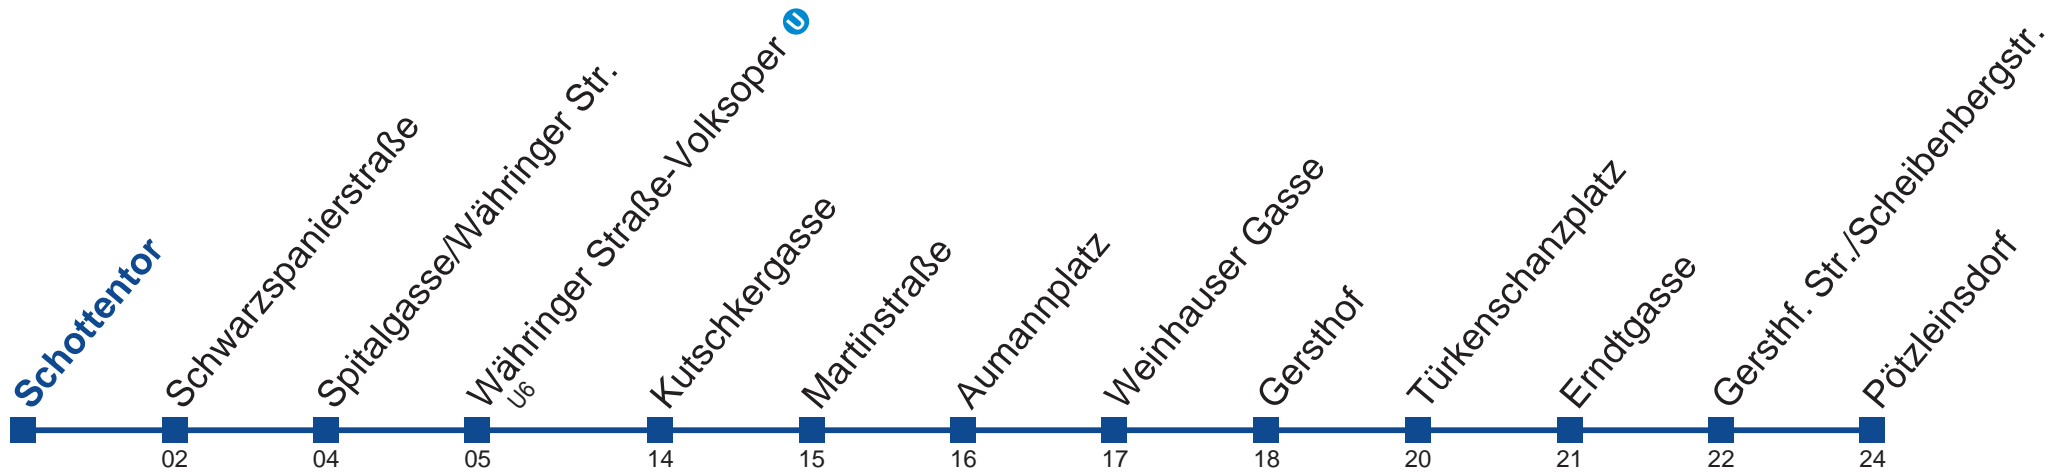 Schottentor
Schwarzspanierstraße
Spitalgasse/Währinger Str.
Währinger Straße-Volksoper U
U6
Kutschkergasse
Martinstraße
Aumannplatz
Weinhauser Gasse
Gersthof
Türkenschanzplatz
Erndtgasse
Gersthf. Str./Scheibenbergstr.
Pötzleinsdorf
02 04 05 14 15 16 17 18 20 21 22 24